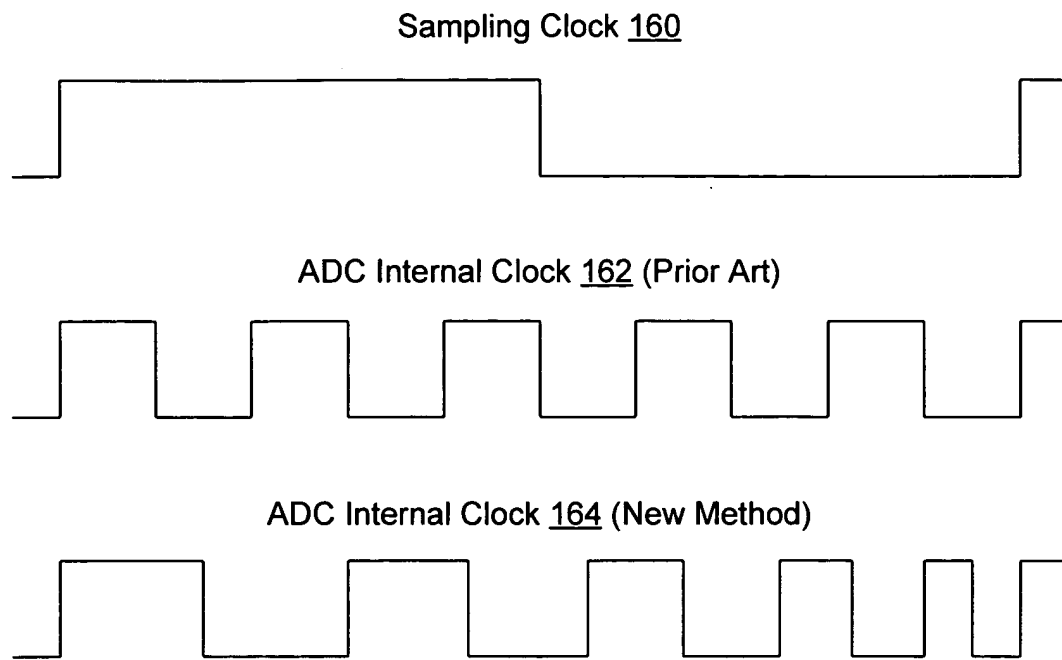 Sampling Clock 160
ADC Internal Clock 162 (Prior Art)
ADC Internal Clock 164 (New Method)